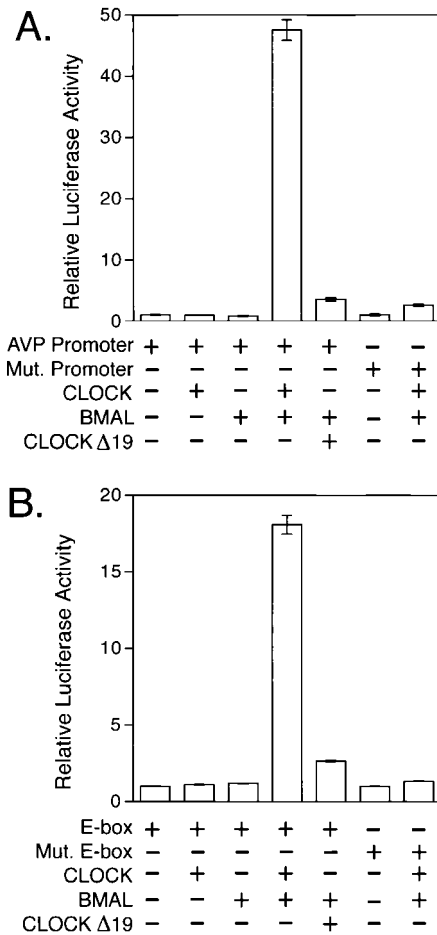 A.
Relative Luciferase Activity
50
40
30
20
10
0
AVP Promoter + + + + + − −
Mut. Promoter − − − − − + +
CLOCK − + − + − − +
BMAL − − + + + − +
CLOCK Δ19 − − − − + − −
B.
Relative Luciferase Activity
20
15
10
5
0
E-box + + + + + − −
Mut. E-box − − − − − + +
CLOCK − + − + − − +
BMAL − − + + + − +
CLOCK Δ19 − − − − + − −